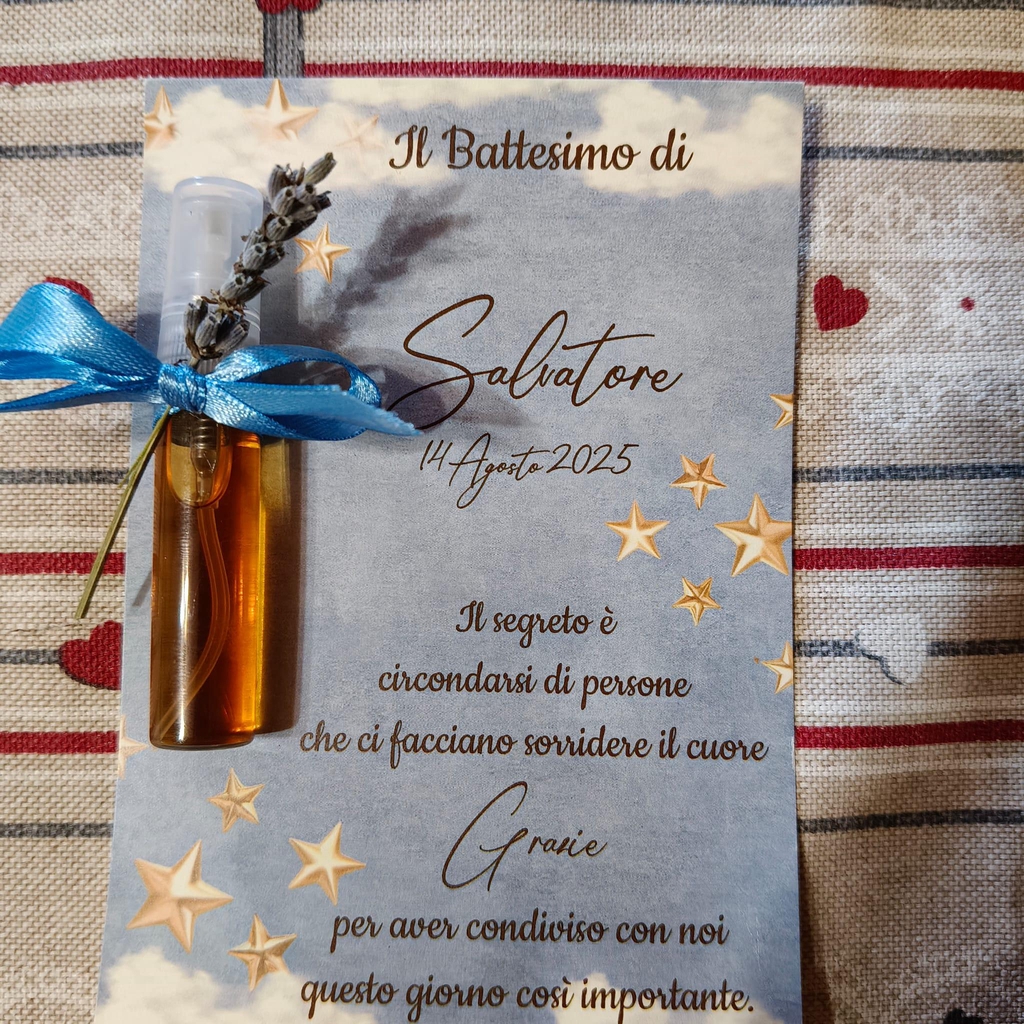 Il Battesimo di
Salvatore
14 Agosto 2025
Il segreto è
circondarsi di persone
che ci facciano sorridere il cuore
Grazie
per aver condiviso con noi
questo giorno così importante.